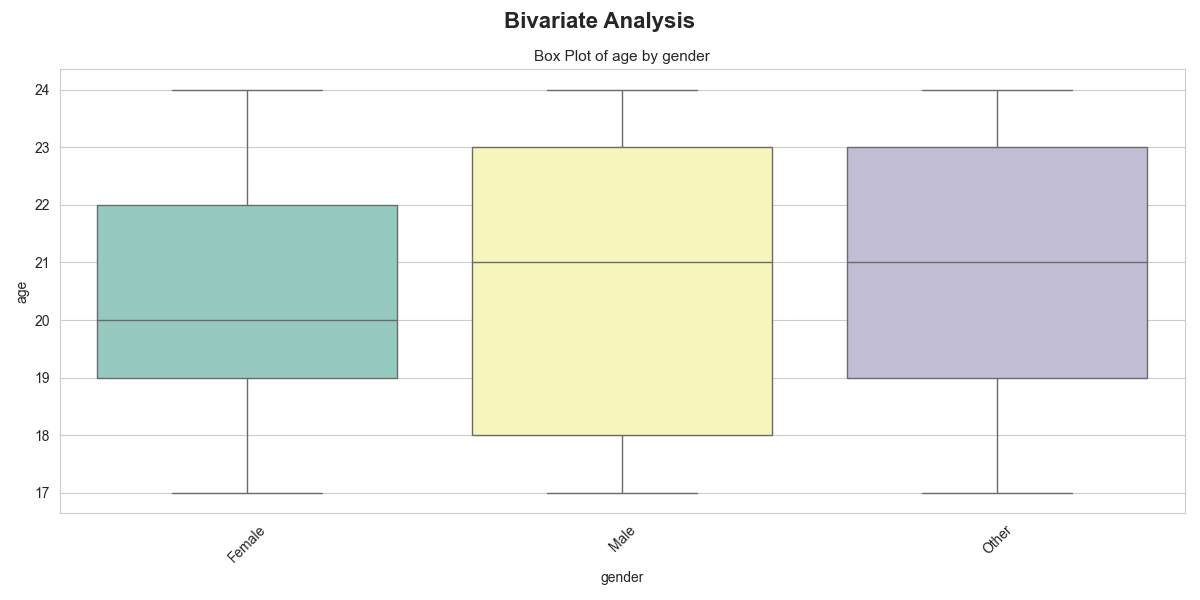 Bivariate Analysis
Box Plot of age by gender
24
23
22
21
20
19
18
17
age
Female
Male
Other
gender